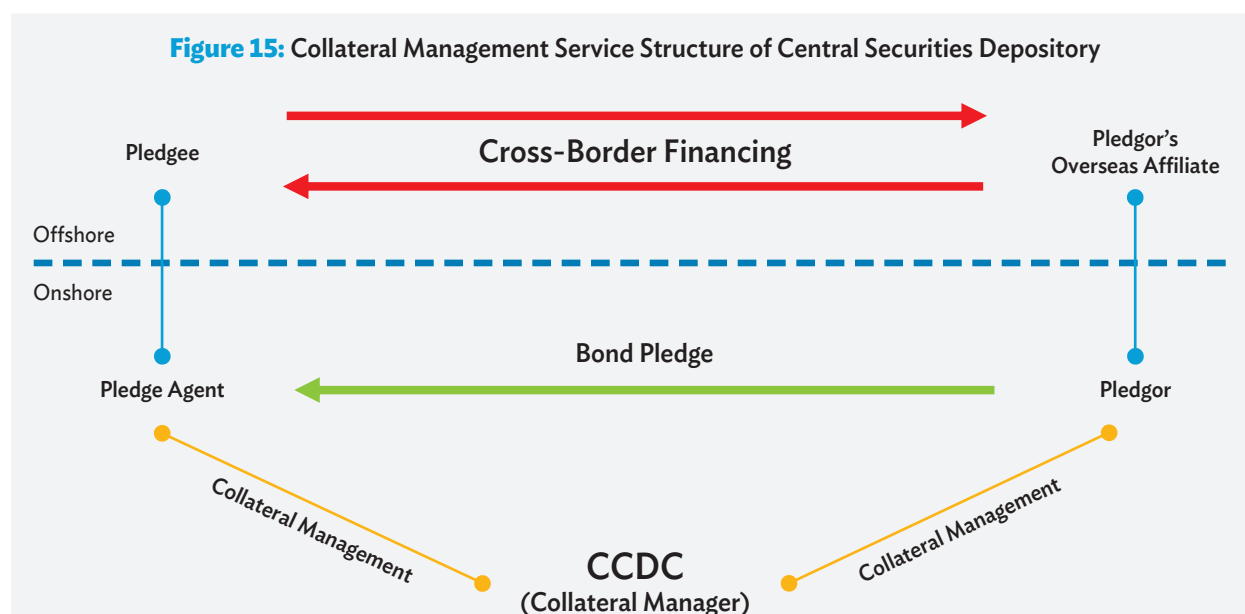 Figure 15: Collateral Management Service Structure of Central Securities Depository
Pledgee
Cross-Border Financing
Pledgor's
Overseas Affiliate
Offshore
Onshore
Bond Pledge
Pledge Agent
Pledgor
Collateral Management
Collateral Management
CCDC
(Collateral Manager)